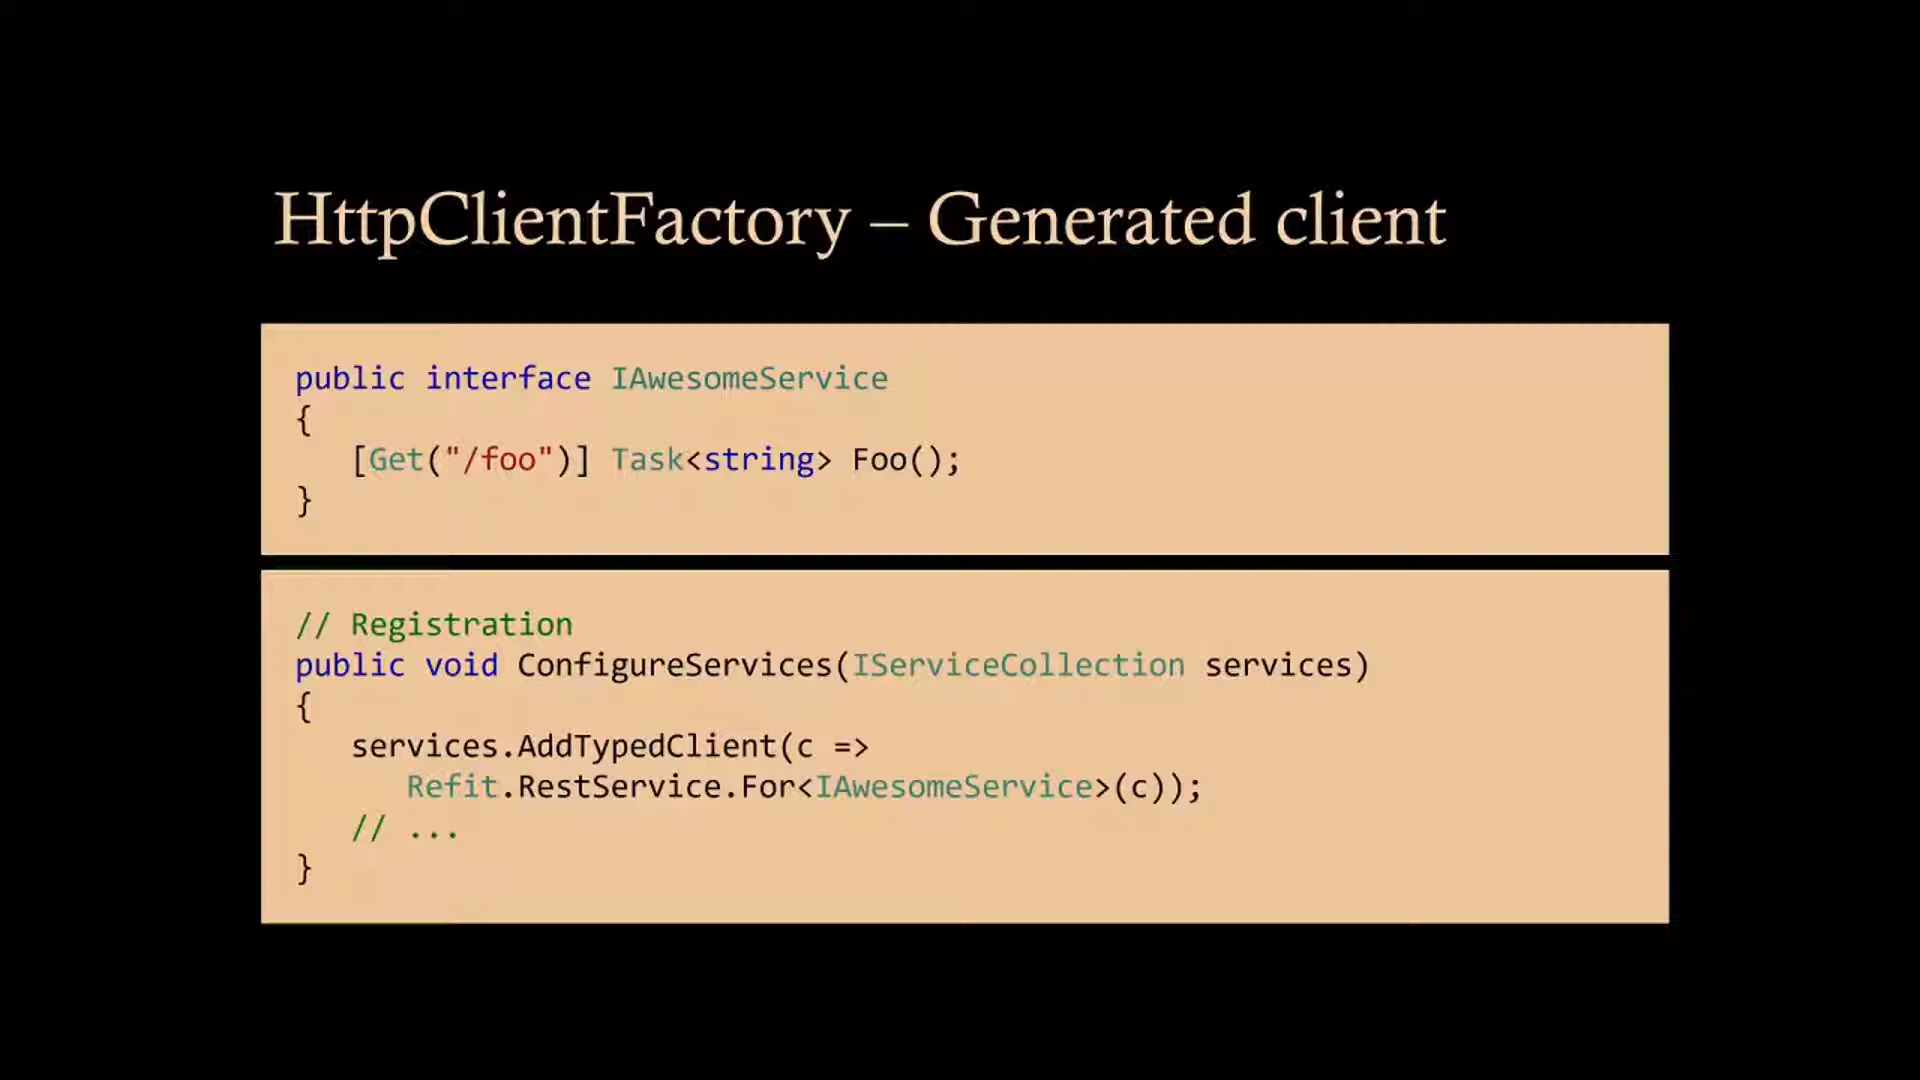 HttpClientFactory – Generated client
public interface IAwesomeService
{
   [Get("/foo")] Task<string> Foo();
}
// Registration
public void ConfigureServices(IServiceCollection services)
{
   services.AddTypedClient(c =>
      Refit.RestService.For<IAwesomeService>(c));
   // ...
}